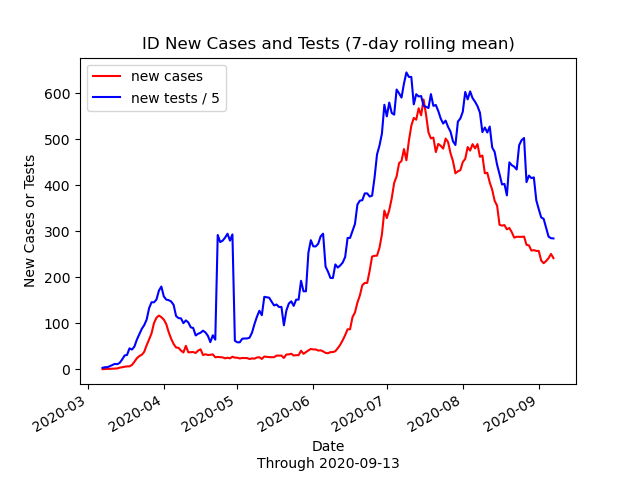 ID New Cases and Tests (7-day rolling mean)
new cases
new tests / 5
New Cases or Tests
600
500
400
300
200
100
0
2020-03
2020-04
2020-05
2020-06
2020-07
2020-08
2020-09
Date
Through 2020-09-13